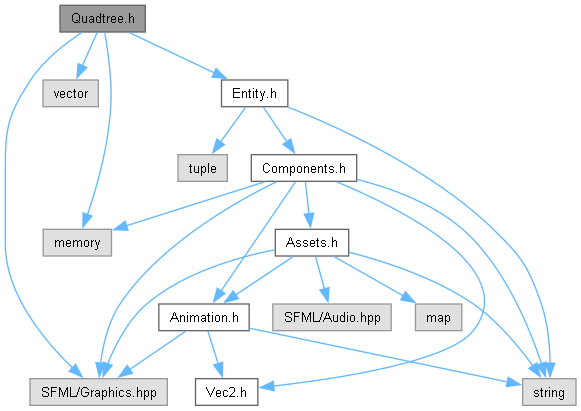 Quadtree.h
vector
Entity.h
tuple
Components.h
memory
Assets.h
Animation.h
SFML/Audio.hpp
map
SFML/Graphics.hpp
Vec2.h
string